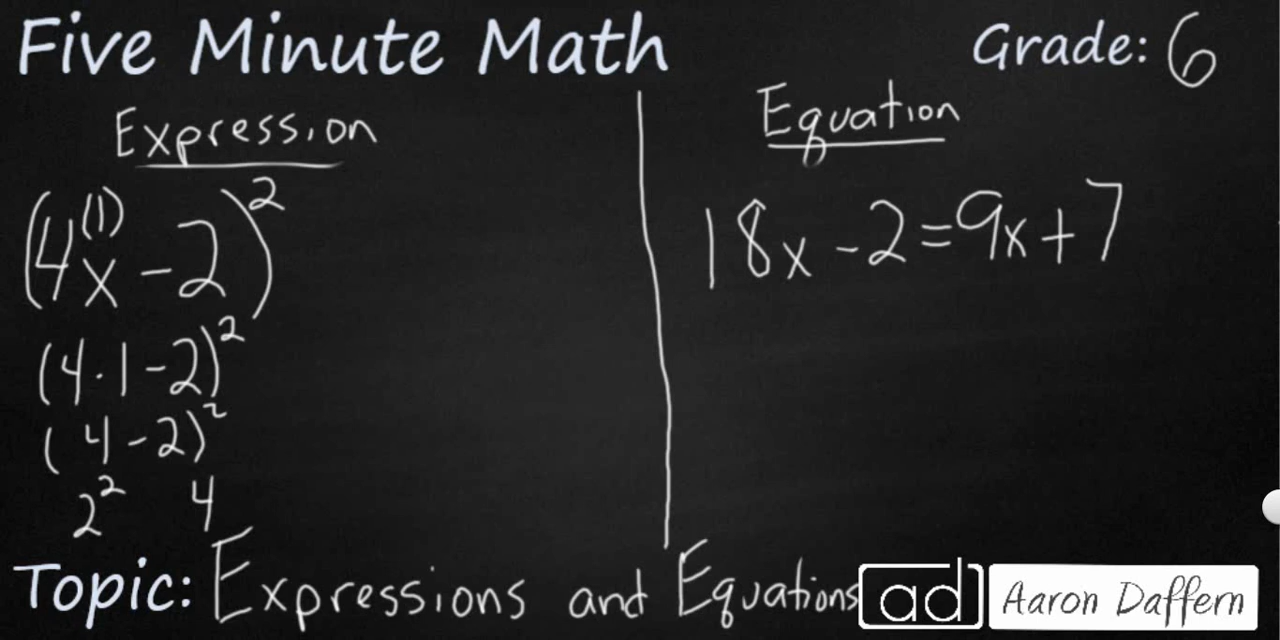 Five Minute Math
Grade: 6
Expression
(4x^(1) - 2)²
(4·1 - 2)²
(4 - 2)²
2² 4
Equation
18x - 2 = 9x + 7
Topic: Expressions and Equations
ad
Aaron Daffern